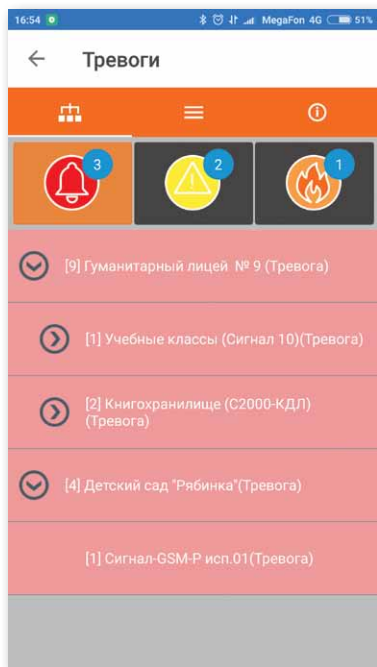 16:54 MegaFon 4G 51%
Тревоги
3 2 1
[9] Гуманитарный лицей № 9 (Тревога)
[1] Учебные классы (Сигнал 10)(Тревога)
[2] Книгохранилище (С2000-КДЛ)
(Тревога)
[4] Детский сад "Рябинка"(Тревога)
[1] Сигнал-GSM-Р исп.01(Тревога)